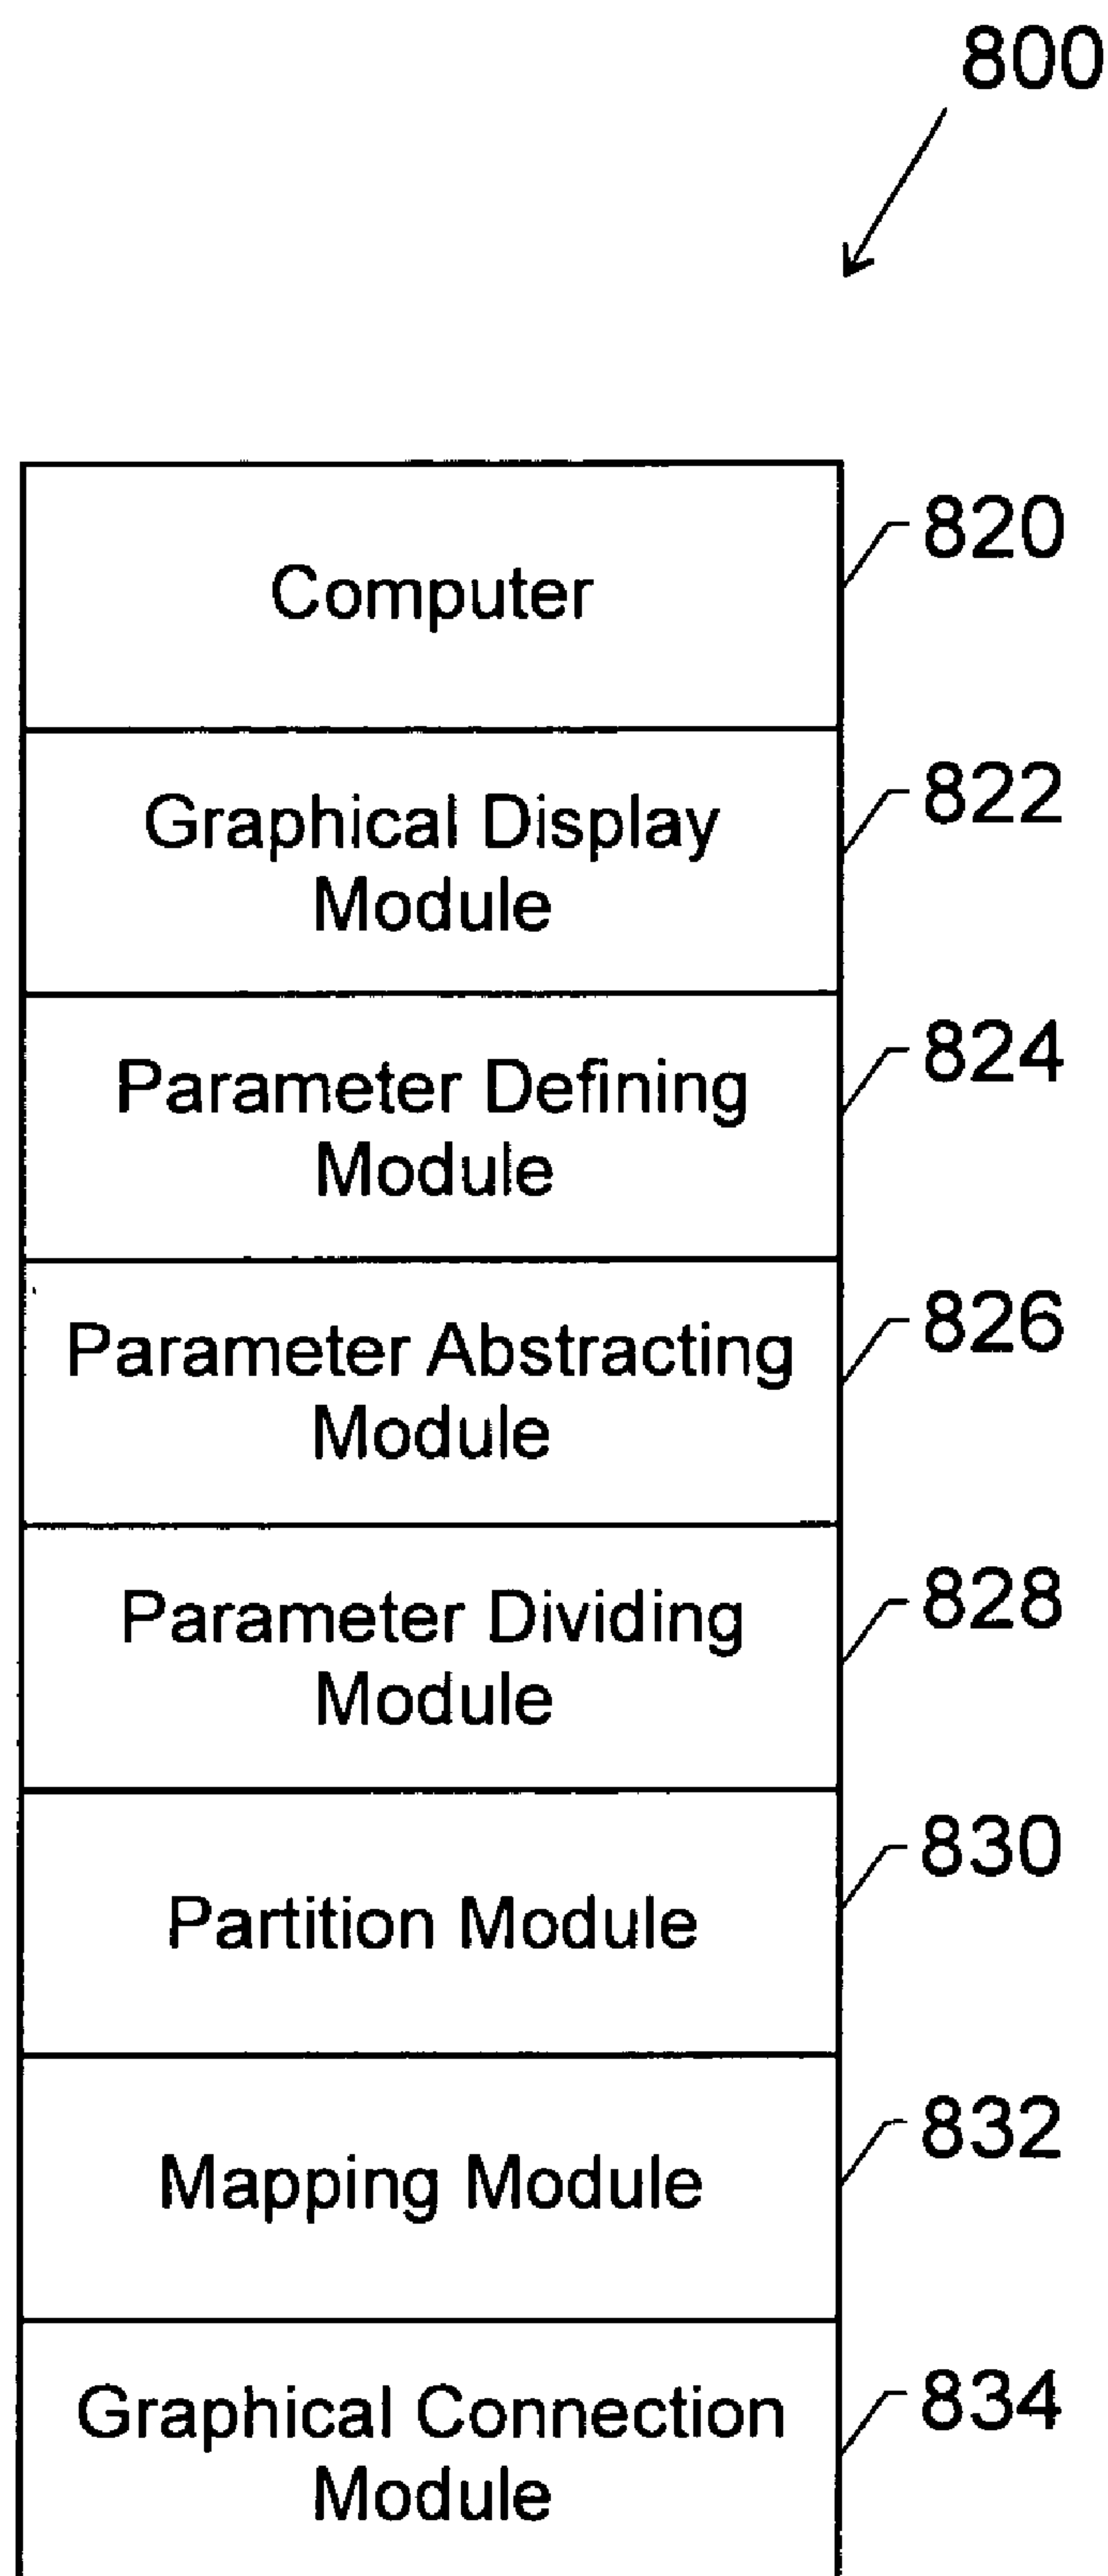 800
Computer
820
Graphical Display
Module
822
Parameter Defining
Module
824
Parameter Abstracting
Module
826
Parameter Dividing
Module
828
Partition Module
830
Mapping Module
832
Graphical Connection
Module
834